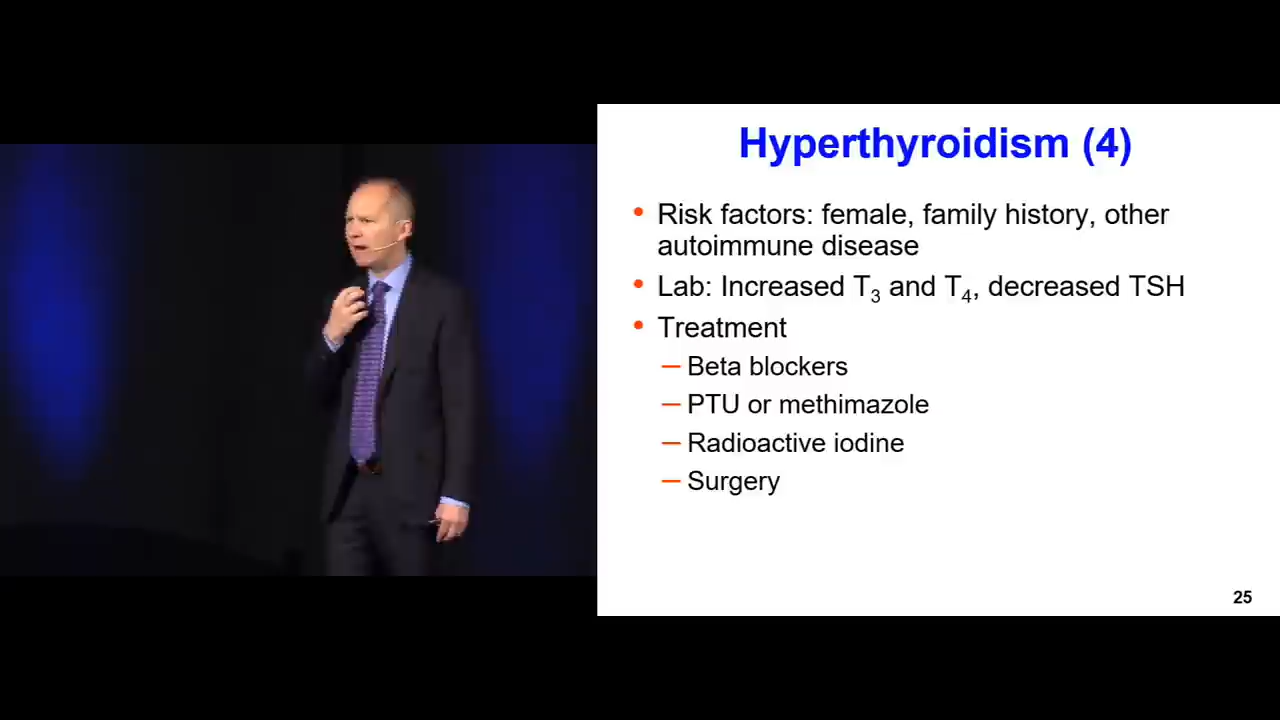 Hyperthyroidism (4)
• Risk factors: female, family history, other
autoimmune disease
• Lab: Increased T₃ and T₄, decreased TSH
• Treatment
– Beta blockers
– PTU or methimazole
– Radioactive iodine
– Surgery
25